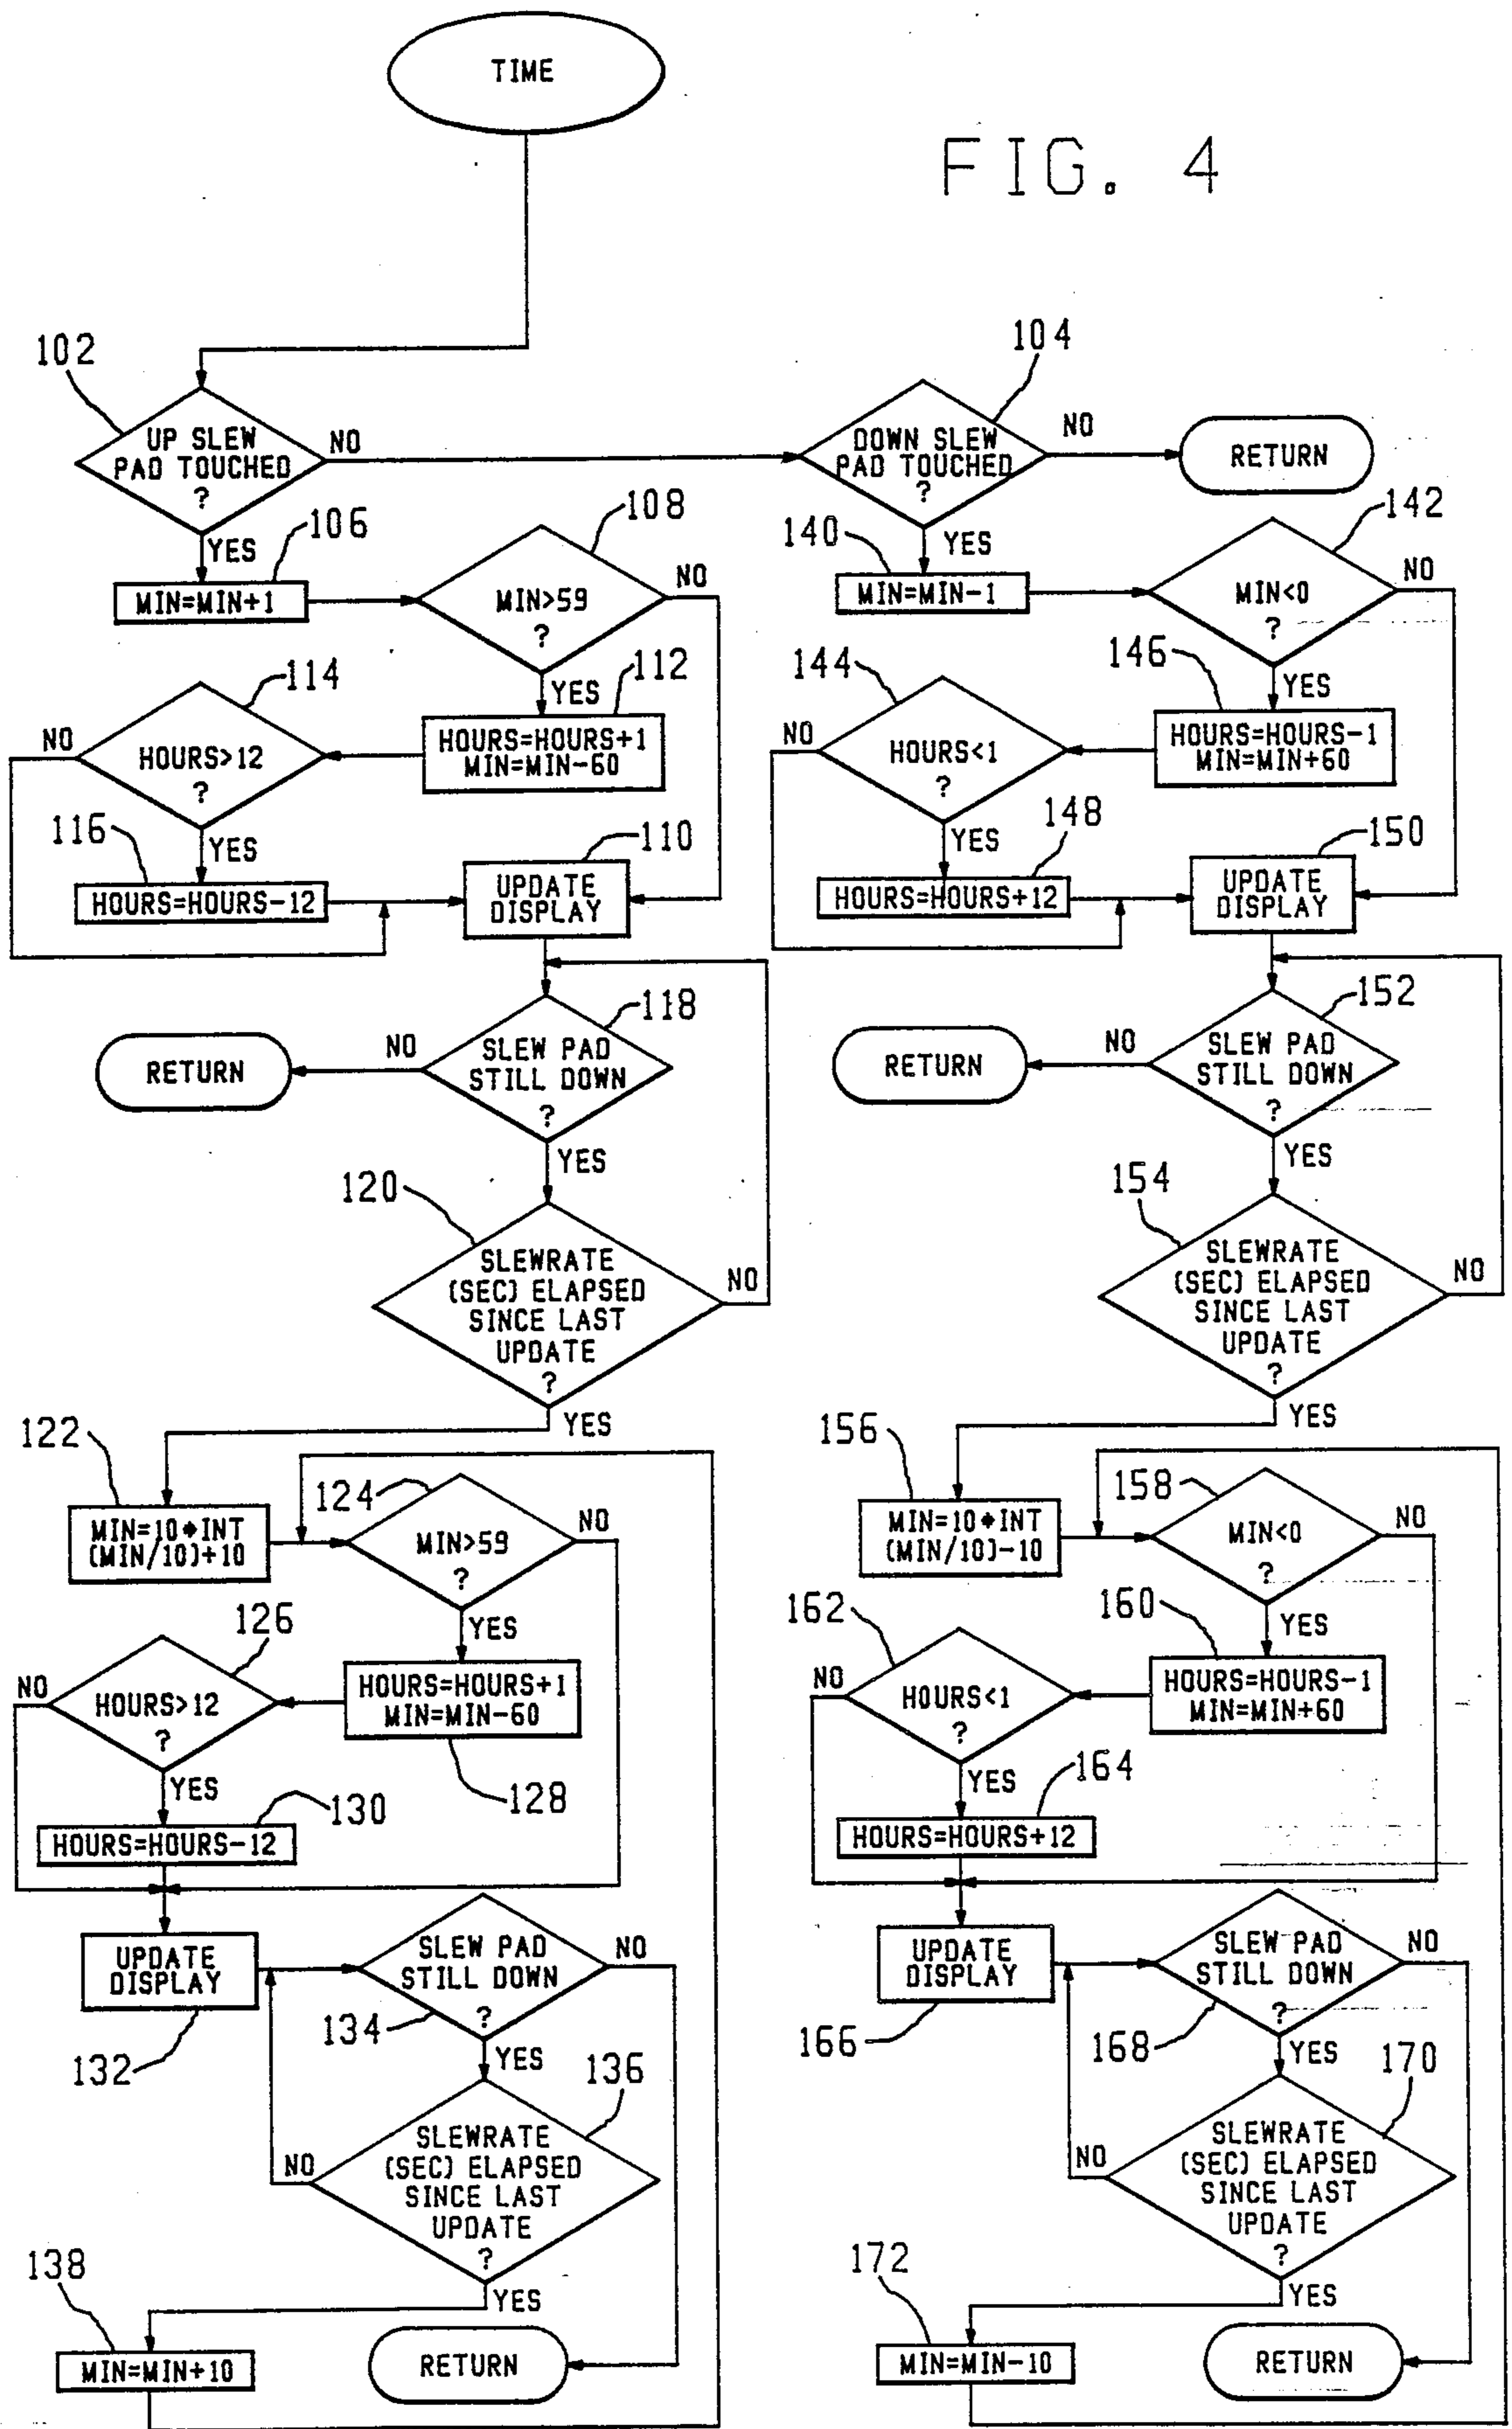 TIME
FIG. 4
102
UP SLEW
PAD TOUCHED
?
NO
YES
104
DOWN SLEW
PAD TOUCHED
?
NO
YES
RETURN
106
MIN=MIN+1
108
MIN>59
?
NO
YES
112
HOURS=HOURS+1
MIN=MIN-60
114
HOURS>12
?
NO
YES
116
HOURS=HOURS-12
110
UPDATE
DISPLAY
118
SLEW PAD
STILL DOWN
?
NO
YES
RETURN
120
SLEWRATE
(SEC) ELAPSED
SINCE LAST
UPDATE
?
NO
YES
122
MIN=10*INT
(MIN/10)+10
124
MIN>59
?
NO
YES
128
HOURS=HOURS+1
MIN=MIN-60
126
HOURS>12
?
NO
YES
130
HOURS=HOURS-12
132
UPDATE
DISPLAY
134
SLEW PAD
STILL DOWN
?
NO
YES
136
SLEWRATE
(SEC) ELAPSED
SINCE LAST
UPDATE
?
NO
YES
138
MIN=MIN+10
RETURN
140
MIN=MIN-1
142
MIN<0
?
NO
YES
146
HOURS=HOURS-1
MIN=MIN+60
144
HOURS<1
?
NO
YES
148
HOURS=HOURS+12
150
UPDATE
DISPLAY
152
SLEW PAD
STILL DOWN
?
NO
YES
RETURN
154
SLEWRATE
(SEC) ELAPSED
SINCE LAST
UPDATE
?
NO
YES
156
MIN=10*INT
(MIN/10)-10
158
MIN<0
?
NO
YES
160
HOURS=HOURS-1
MIN=MIN+60
162
HOURS<1
?
NO
YES
164
HOURS=HOURS+12
166
UPDATE
DISPLAY
168
SLEW PAD
STILL DOWN
?
NO
YES
170
SLEWRATE
(SEC) ELAPSED
SINCE LAST
UPDATE
?
NO
YES
172
MIN=MIN-10
RETURN